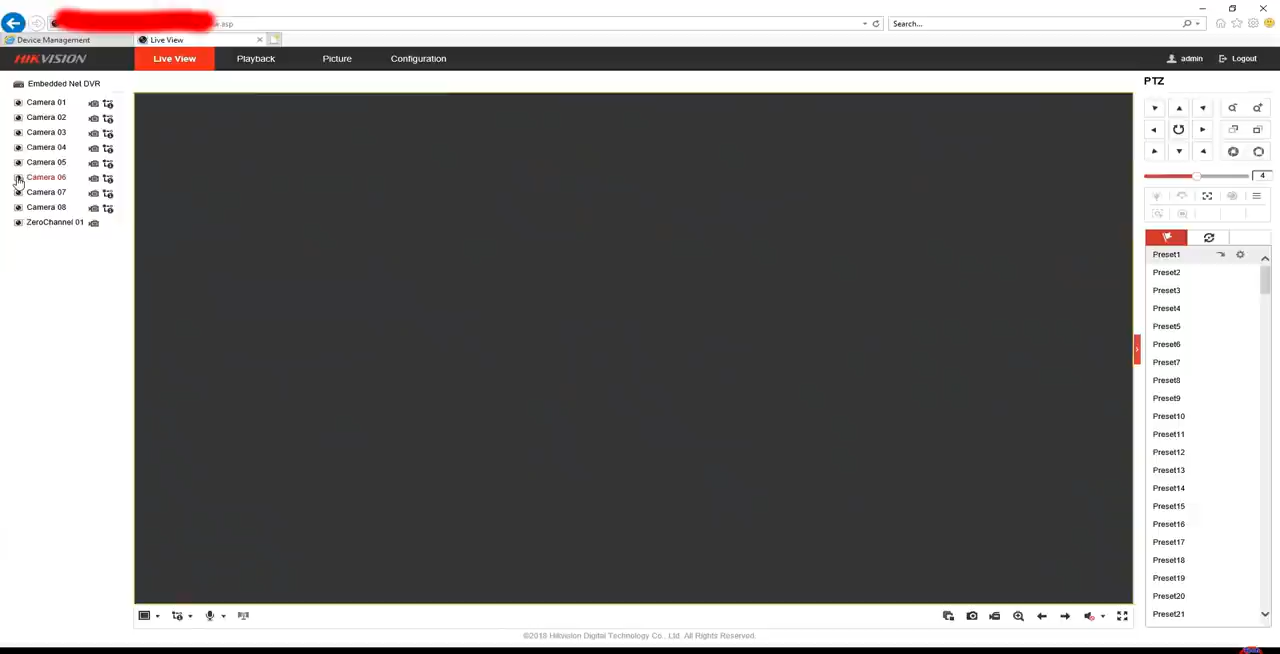 .asp
Search...
Device Management
Live View
HIKVISION
Live View
Playback
Picture
Configuration
admin
Logout
Embedded Net DVR
Camera 01
Camera 02
Camera 03
Camera 04
Camera 05
Camera 06
Camera 07
Camera 08
ZeroChannel 01
PTZ
4
Preset1
Preset2
Preset3
Preset4
Preset5
Preset6
Preset7
Preset8
Preset9
Preset10
Preset11
Preset12
Preset13
Preset14
Preset15
Preset16
Preset17
Preset18
Preset19
Preset20
Preset21
©2018 Hikvision Digital Technology Co., Ltd. All Rights Reserved.